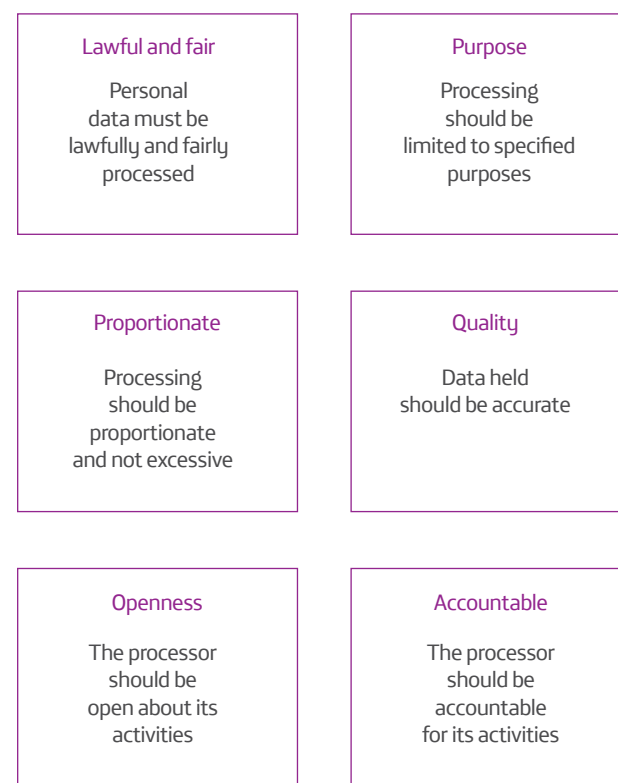 Lawful and fair
Personal
data must be
lawfully and fairly
processed
Purpose
Processing
should be
limited to specified
purposes
Proportionate
Processing
should be
proportionate
and not excessive
Quality
Data held
should be accurate
Openness
The processor
should be
open about its
activities
Accountable
The processor
should be
accountable
for its activities